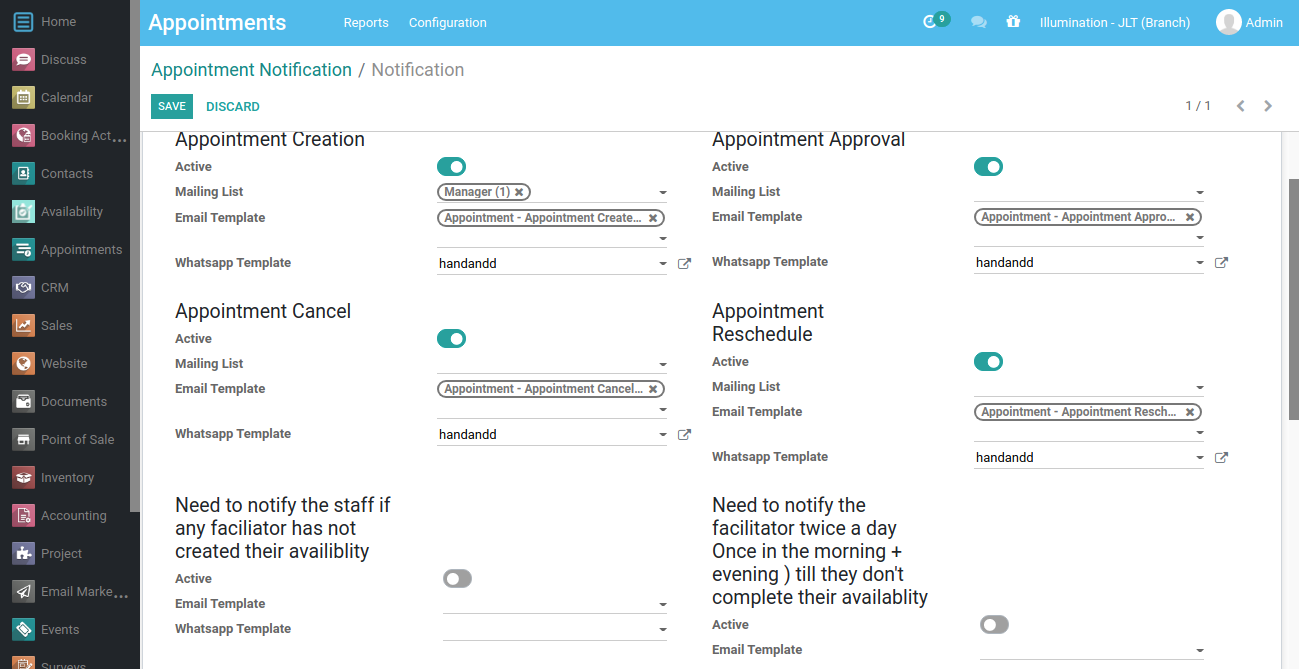 Home
Discuss
Calendar
Booking Act...
Contacts
Availability
Appointments
CRM
Sales
Website
Documents
Point of Sale
Inventory
Accounting
Project
Email Marke...
Events
Surveys
Appointments Reports Configuration 9 Illumination - JLT (Branch) Admin
Appointment Notification / Notification
SAVE DISCARD 1 / 1
Appointment Creation
Active
Mailing List Manager (1)
Email Template Appointment - Appointment Create...
Whatsapp Template handandd
Appointment Approval
Active
Mailing List
Email Template Appointment - Appointment Appro...
Whatsapp Template handandd
Appointment Cancel
Active
Mailing List
Email Template Appointment - Appointment Cancel...
Whatsapp Template handandd
Appointment
Reschedule
Active
Mailing List
Email Template Appointment - Appointment Resch...
Whatsapp Template handandd
Need to notify the staff if
any faciliator has not
created their availiblity
Active
Email Template
Whatsapp Template
Need to notify the
facilitator twice a day
Once in the morning +
evening ) till they don't
complete their availablity
Active
Email Template